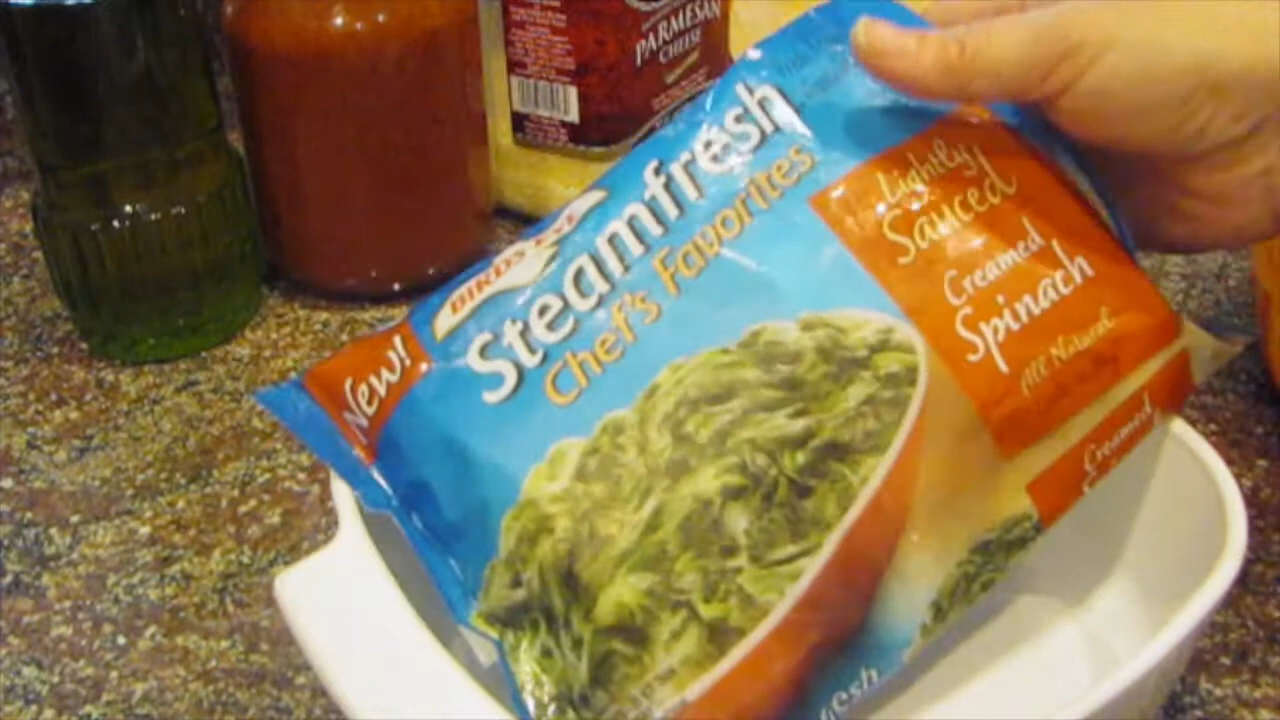 PARMESAN
CHEESE
BIRDS EYE
Steamfresh
Chef's Favorites
New!
Lightly
Sauced
Creamed
Spinach
All Natural
Creamed